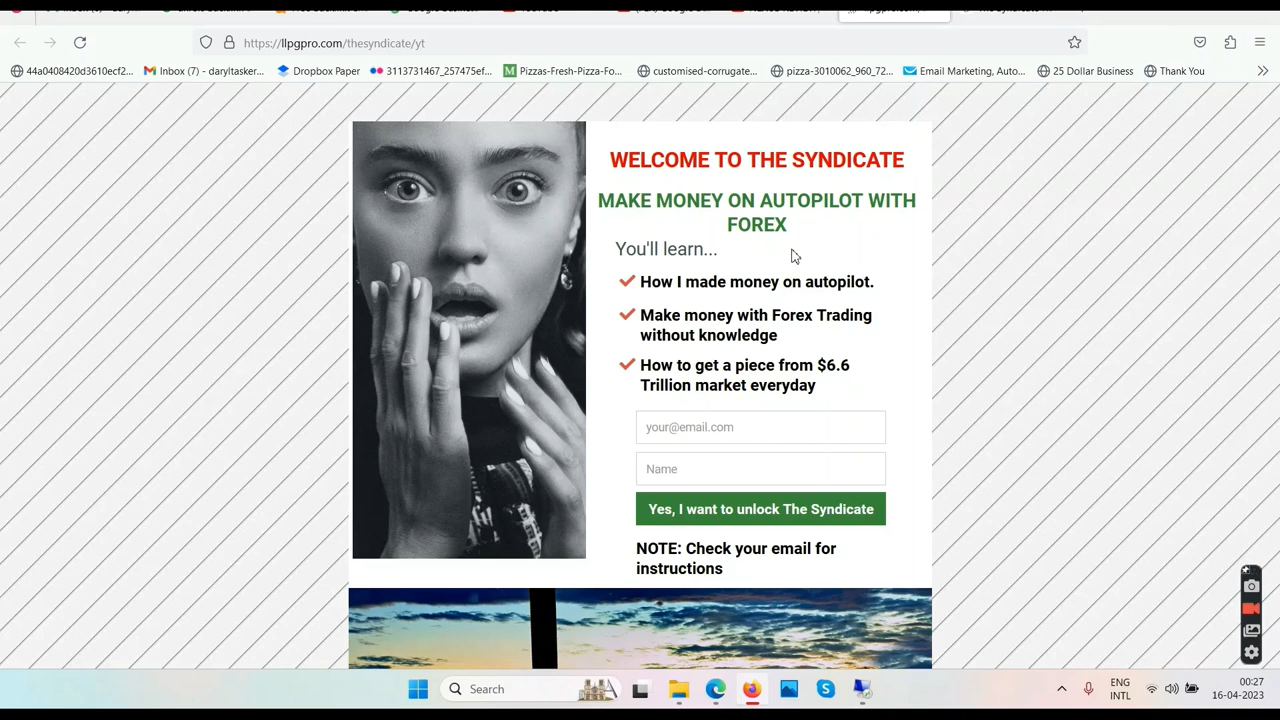 https://llpgpro.com/thesyndicate/yt
44a0408420d3610ecf2...
Inbox (7) - daryltasker...
Dropbox Paper
3113731467_257475ef...
Pizzas-Fresh-Pizza-Fo...
customised-corrugate...
pizza-3010062_960_72...
Email Marketing, Auto...
25 Dollar Business
Thank You
WELCOME TO THE SYNDICATE
MAKE MONEY ON AUTOPILOT WITH
FOREX
You'll learn...
How I made money on autopilot.
Make money with Forex Trading
without knowledge
How to get a piece from $6.6
Trillion market everyday
your@email.com
Name
Yes, I want to unlock The Syndicate
NOTE: Check your email for
instructions
Search
ENG
INTL
00:27
16-04-2023